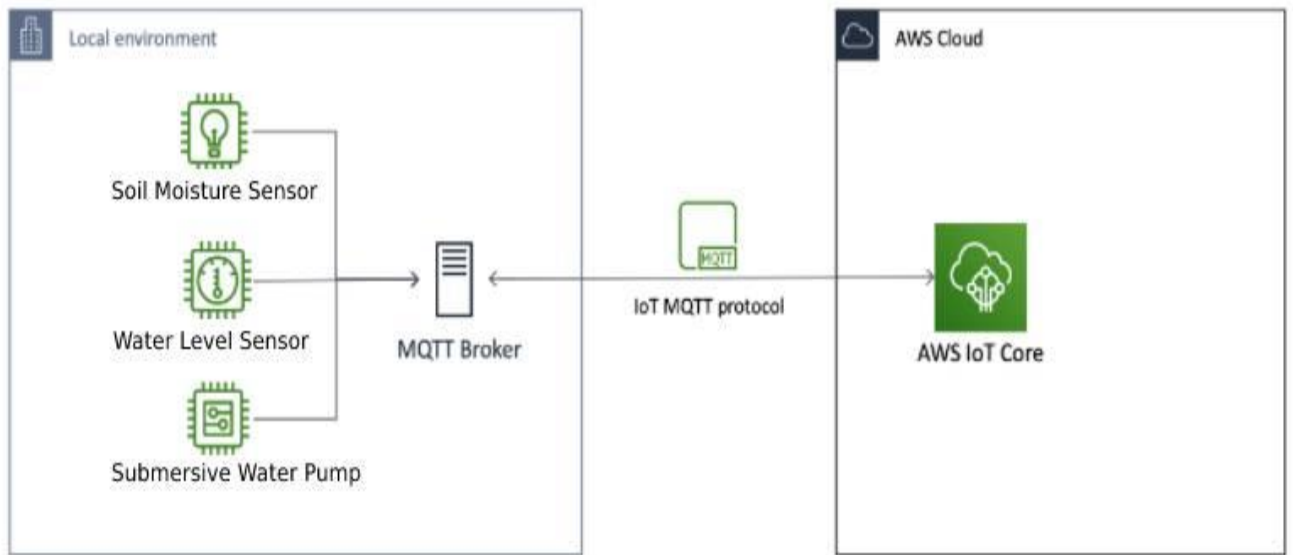 Local environment
AWS Cloud
Soil Moisture Sensor
MQTT
IoT MQTT protocol
Water Level Sensor
MQTT Broker
AWS IoT Core
Submersive Water Pump